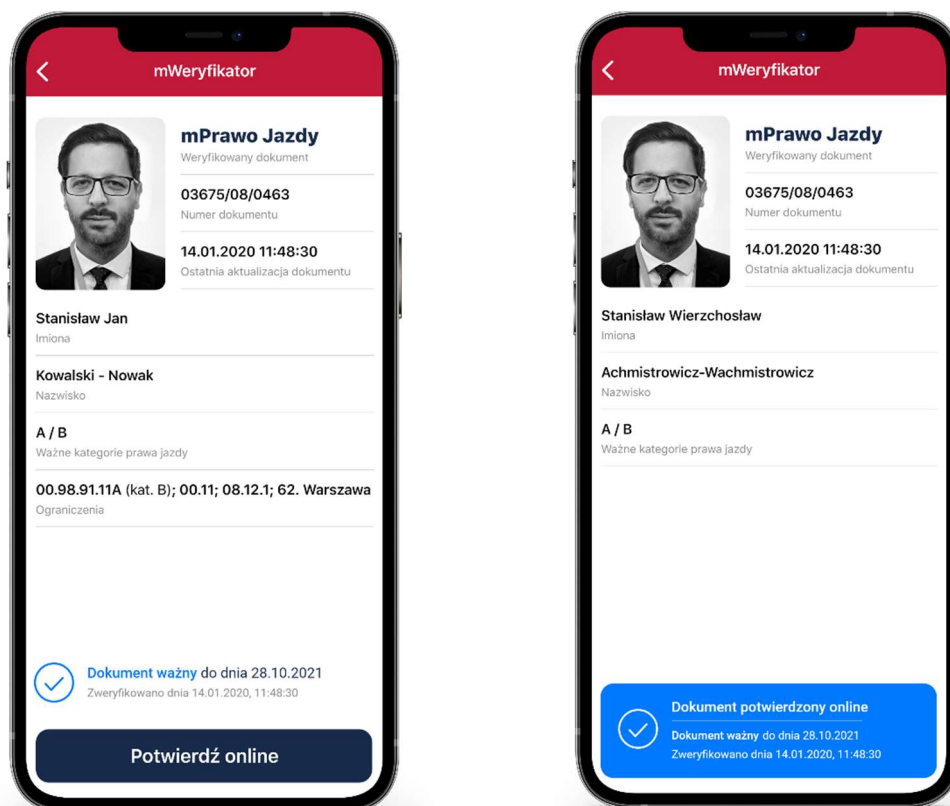 mWeryfikator
mPrawo Jazdy
Weryfikowany dokument
03675/08/0463
Numer dokumentu
14.01.2020 11:48:30
Ostatnia aktualizacja dokumentu
Stanisław Jan
Imiona
Kowalski - Nowak
Nazwisko
A / B
Ważne kategorie prawa jazdy
00.98.91.11A (kat. B); 00.11; 08.12.1; 62. Warszawa
Ograniczenia
Dokument ważny do dnia 28.10.2021
Zweryfikowano dnia 14.01.2020, 11:48:30
Potwierdź online
mWeryfikator
mPrawo Jazdy
Weryfikowany dokument
03675/08/0463
Numer dokumentu
14.01.2020 11:48:30
Ostatnia aktualizacja dokumentu
Stanisław Wierzchosław
Imiona
Achmistrowicz-Wachmistrowicz
Nazwisko
A / B
Ważne kategorie prawa jazdy
Dokument potwierdzony online
Dokument ważny do dnia 28.10.2021
Zweryfikowano dnia 14.01.2020, 11:48:30